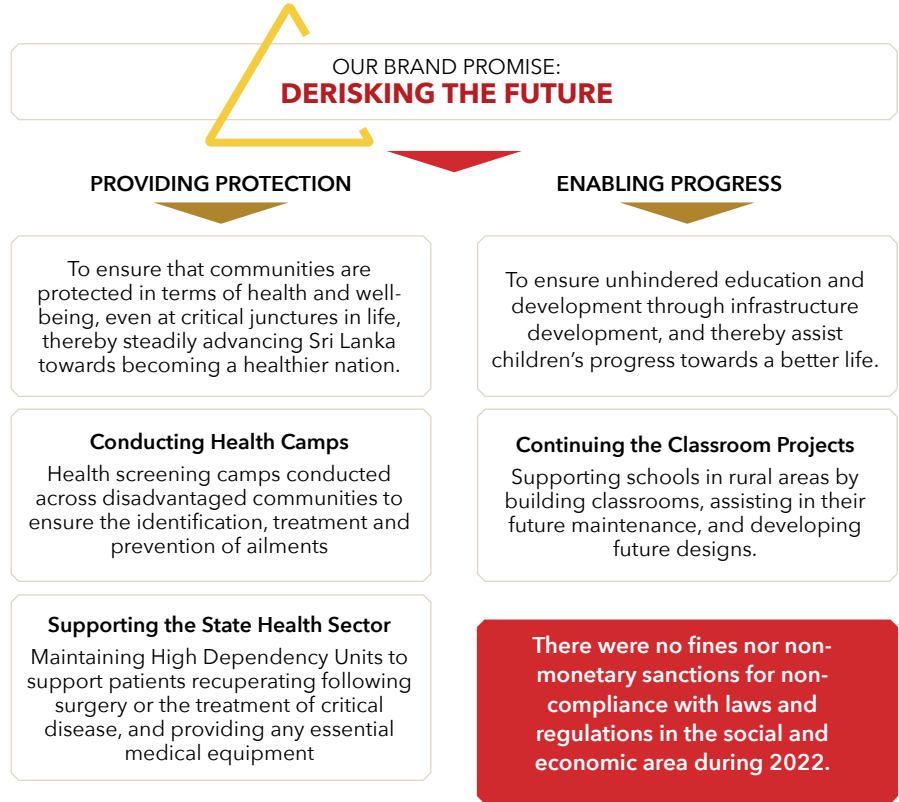 OUR BRAND PROMISE:
DERISKING THE FUTURE
PROVIDING PROTECTION
To ensure that communities are
protected in terms of health and well-
being, even at critical junctures in life,
thereby steadily advancing Sri Lanka
towards becoming a healthier nation.
Conducting Health Camps
Health screening camps conducted
across disadvantaged communities to
ensure the identification, treatment and
prevention of ailments
Supporting the State Health Sector
Maintaining High Dependency Units to
support patients recuperating following
surgery or the treatment of critical
disease, and providing any essential
medical equipment
ENABLING PROGRESS
To ensure unhindered education and
development through infrastructure
development, and thereby assist
children’s progress towards a better life.
Continuing the Classroom Projects
Supporting schools in rural areas by
building classrooms, assisting in their
future maintenance, and developing
future designs.
There were no fines nor non-
monetary sanctions for non-
compliance with laws and
regulations in the social and
economic area during 2022.